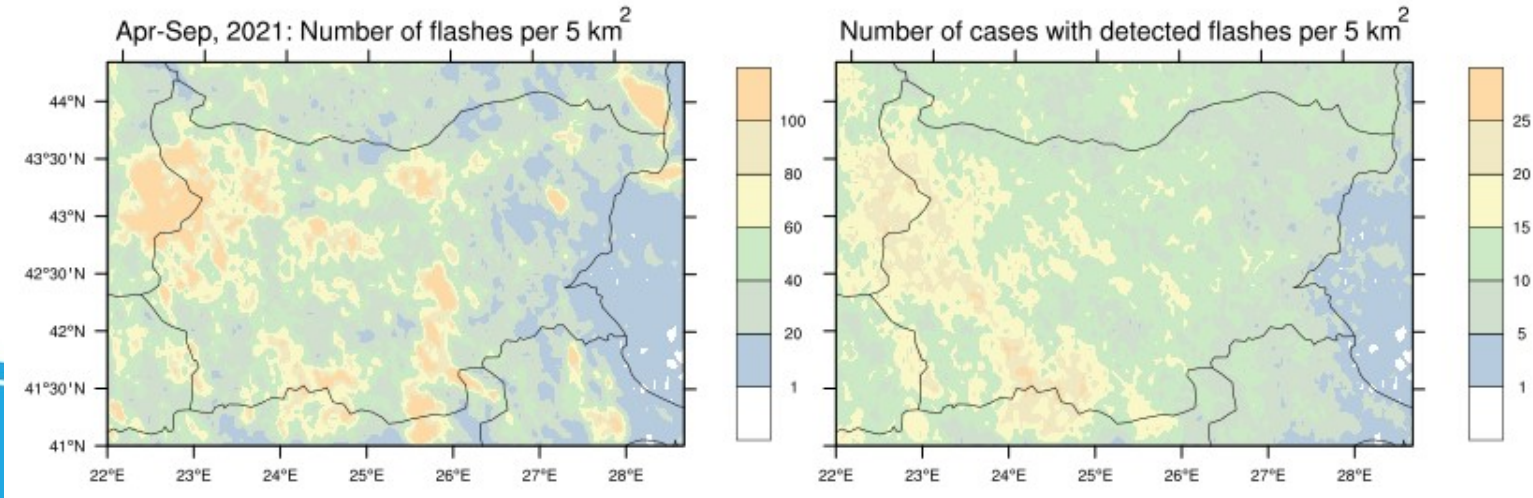 Apr-Sep, 2021: Number of flashes per 5 km2
44°N
43°30'N
43°N
42°30'N
42°N
41°30'N
41°N
22°E 23°E 24°E 25°E 26°E 27°E 28°E
100
80
60
40
20
1
Number of cases with detected flashes per 5 km2
22°E 23°E 24°E 25°E 26°E 27°E 28°E
25
20
15
10
5
1